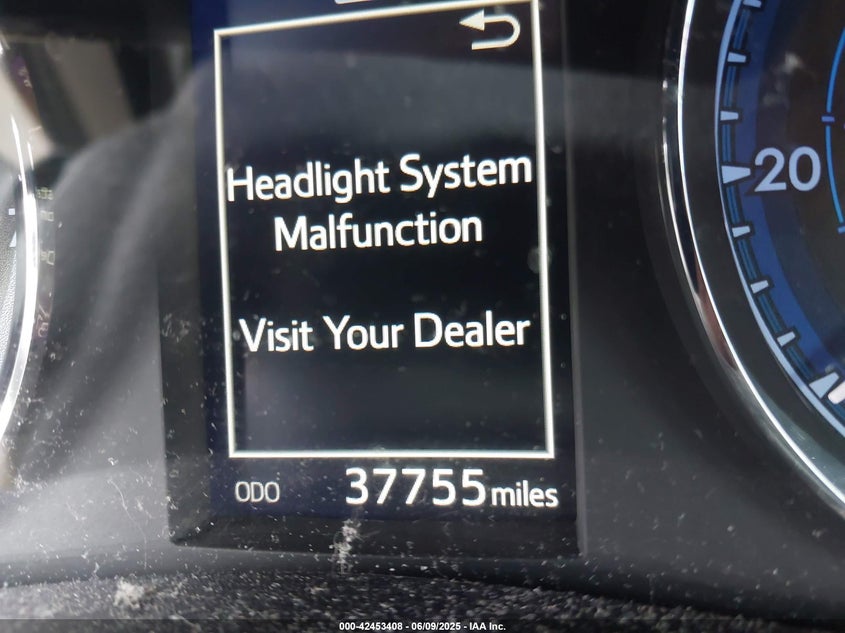 Headlight System
Malfunction
Visit Your Dealer
20
ODO 37755 miles
000-42453408 - 06/09/2025 - IAA Inc.